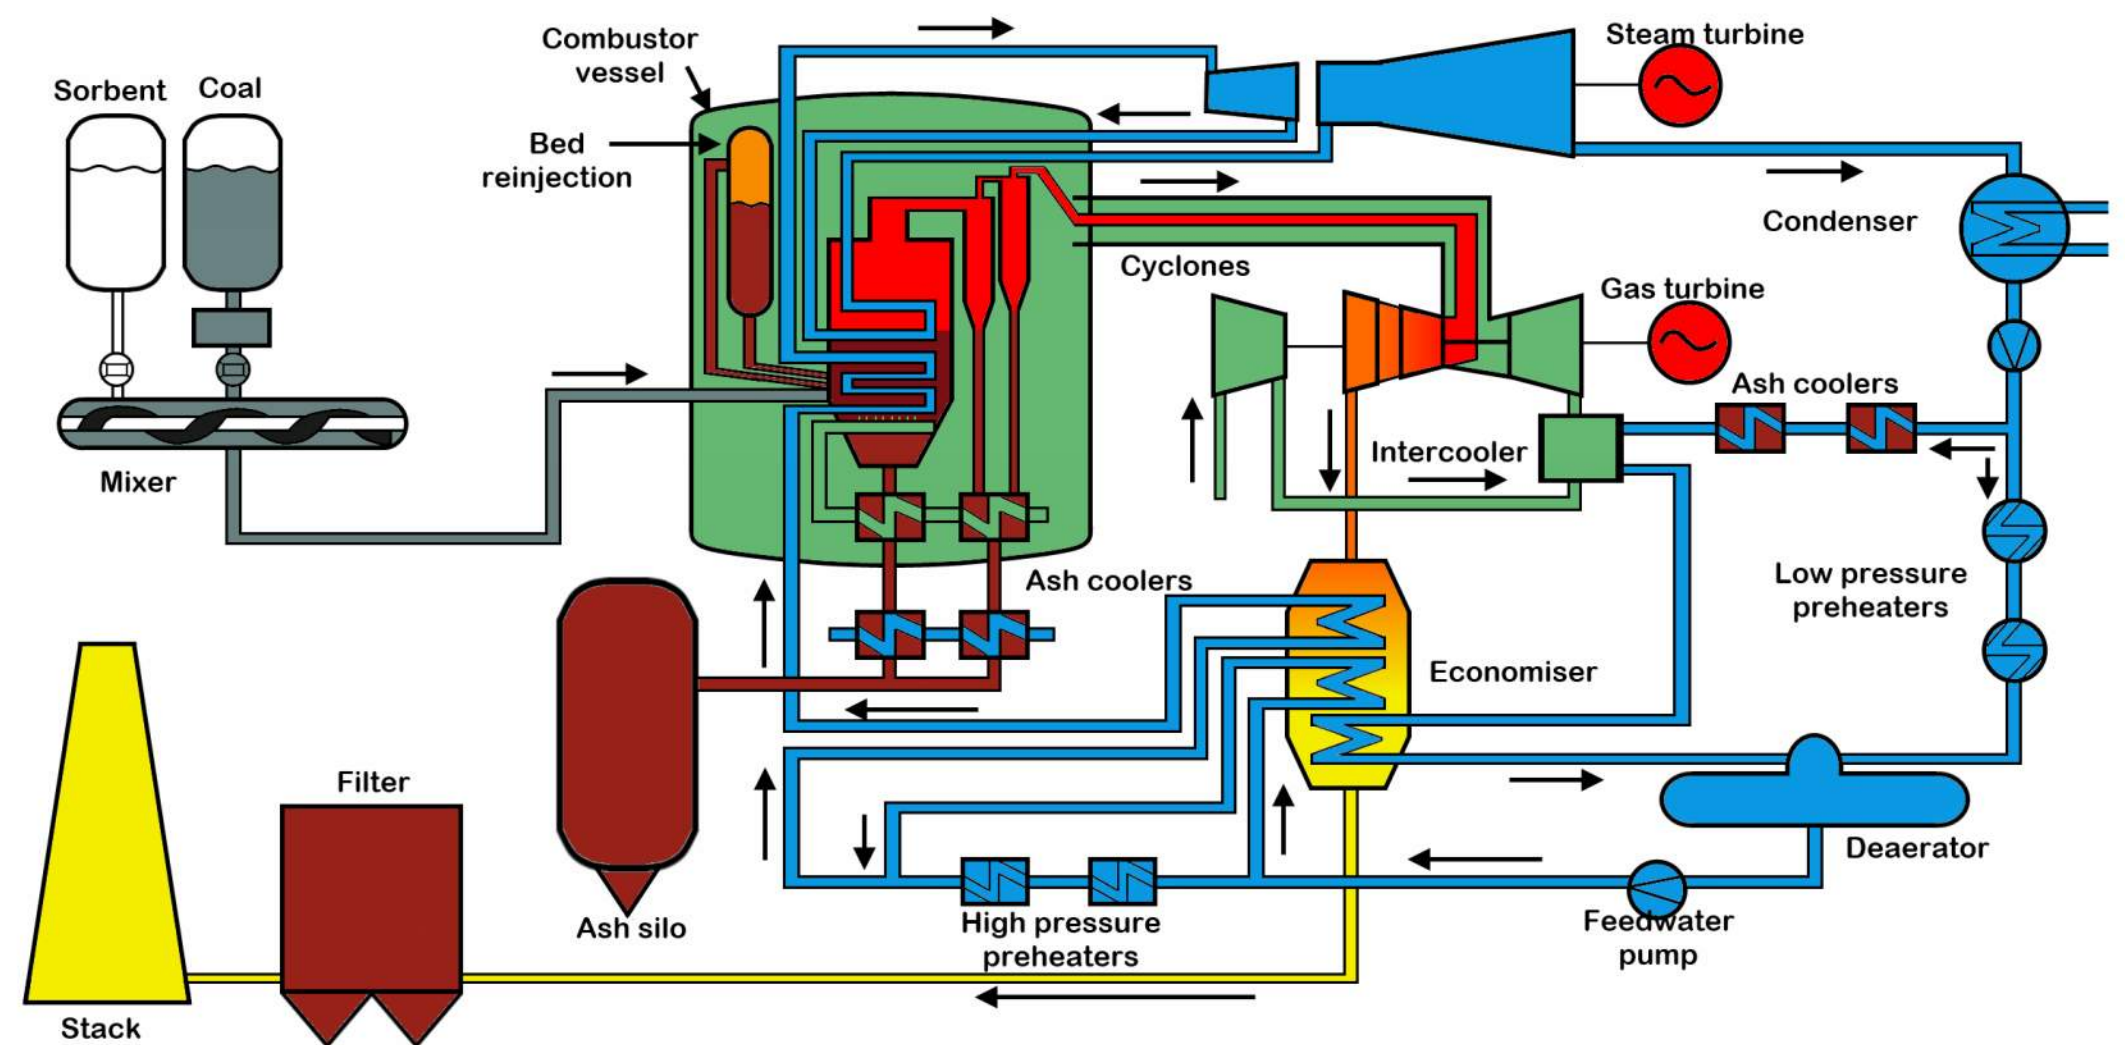 Combustor
vessel
Steam turbine
Sorbent
Coal
Bed
reinjection
Condenser
Cyclones
Gas turbine
Ash coolers
Intercooler
Mixer
Ash coolers
Low pressure
preheaters
Economiser
Filter
Deaerator
Ash silo
High pressure
preheaters
Feedwater
pump
Stack